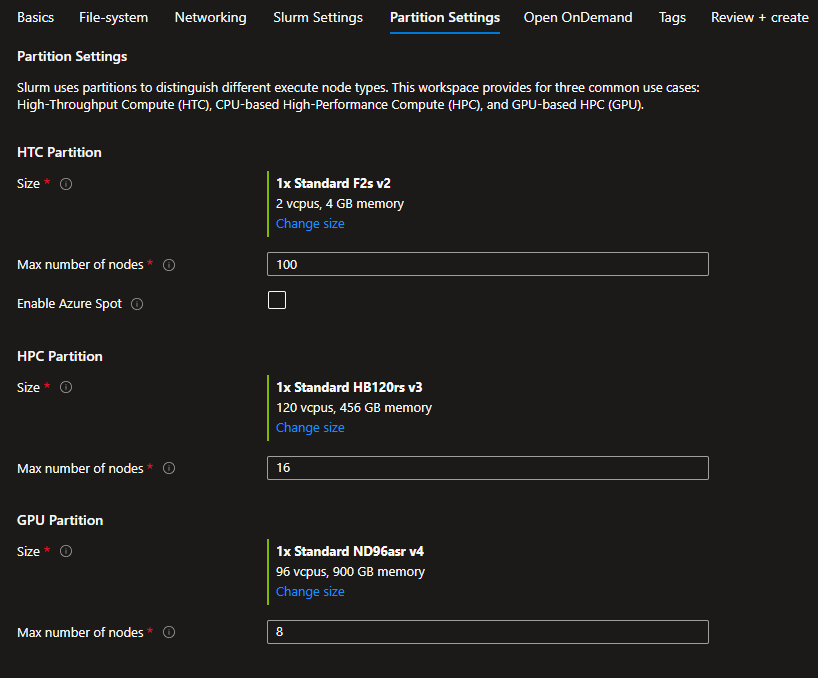 Basics File-system Networking Slurm Settings Partition Settings Open OnDemand Tags Review + create
Partition Settings
Slurm uses partitions to distinguish different execute node types. This workspace provides for three common use cases:
High-Throughput Compute (HTC), CPU-based High-Performance Compute (HPC), and GPU-based HPC (GPU).
HTC Partition
Size *
1x Standard F2s v2
2 vcpus, 4 GB memory
Change size
Max number of nodes * 100
Enable Azure Spot
HPC Partition
Size *
1x Standard HB120rs v3
120 vcpus, 456 GB memory
Change size
Max number of nodes * 16
GPU Partition
Size *
1x Standard ND96asr v4
96 vcpus, 900 GB memory
Change size
Max number of nodes * 8